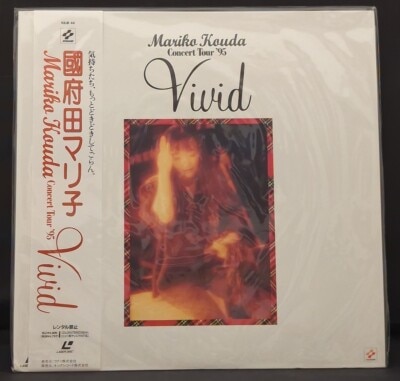 國府田マリ子
Mariko Kouda
Concert Tour '95
Vivid
気持ちたち、もっとどきどきしてごらん。
レンタル禁止
Mariko Kouda
Concert Tour '95
Vivid